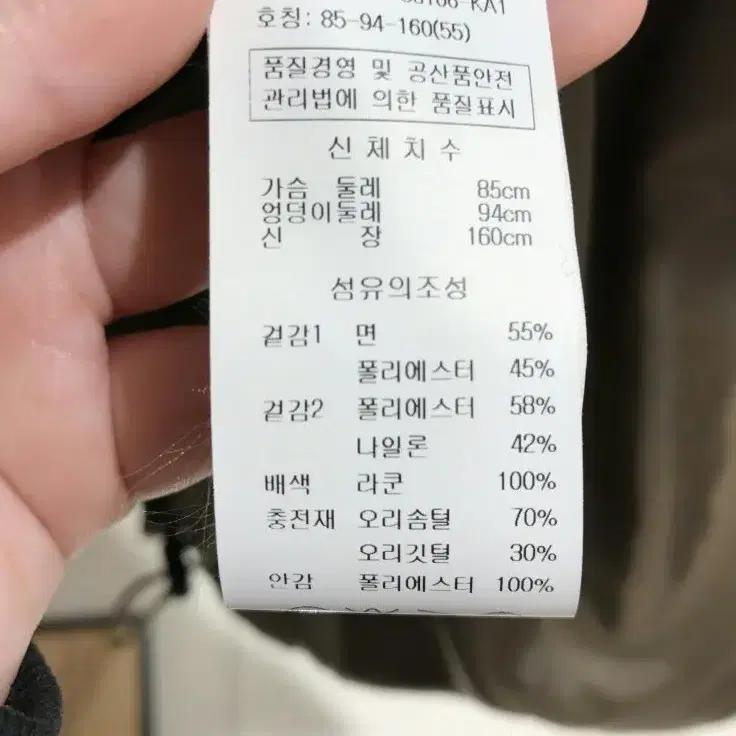 호칭: 85-94-160(55)
품질경영 및 공산품안전
관리법에 의한 품질표시
신 체 치 수
가슴 둘레 85cm
엉덩이둘레 94cm
신 장 160cm
섬유의조성
겉감1 면 55%
폴리에스터 45%
겉감2 폴리에스터 58%
나일론 42%
배색 라쿤 100%
충전재 오리솜털 70%
오리깃털 30%
안감 폴리에스터 100%